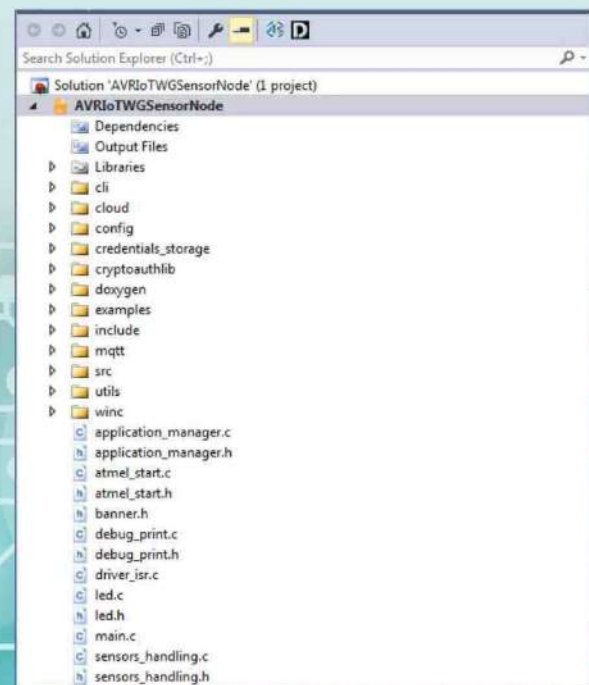 Search Solution Explorer (Ctrl+;)
Solution 'AVRIoTWGSensorNode' (1 project)
AVRIoTWGSensorNode
Dependencies
Output Files
Libraries
cli
cloud
config
credentials_storage
cryptoauthlib
doxygen
examples
include
mqtt
src
utils
winc
application_manager.c
application_manager.h
atmel_start.c
atmel_start.h
banner.h
debug_print.c
debug_print.h
driver_isr.c
led.c
led.h
main.c
sensors_handling.c
sensors_handling.h